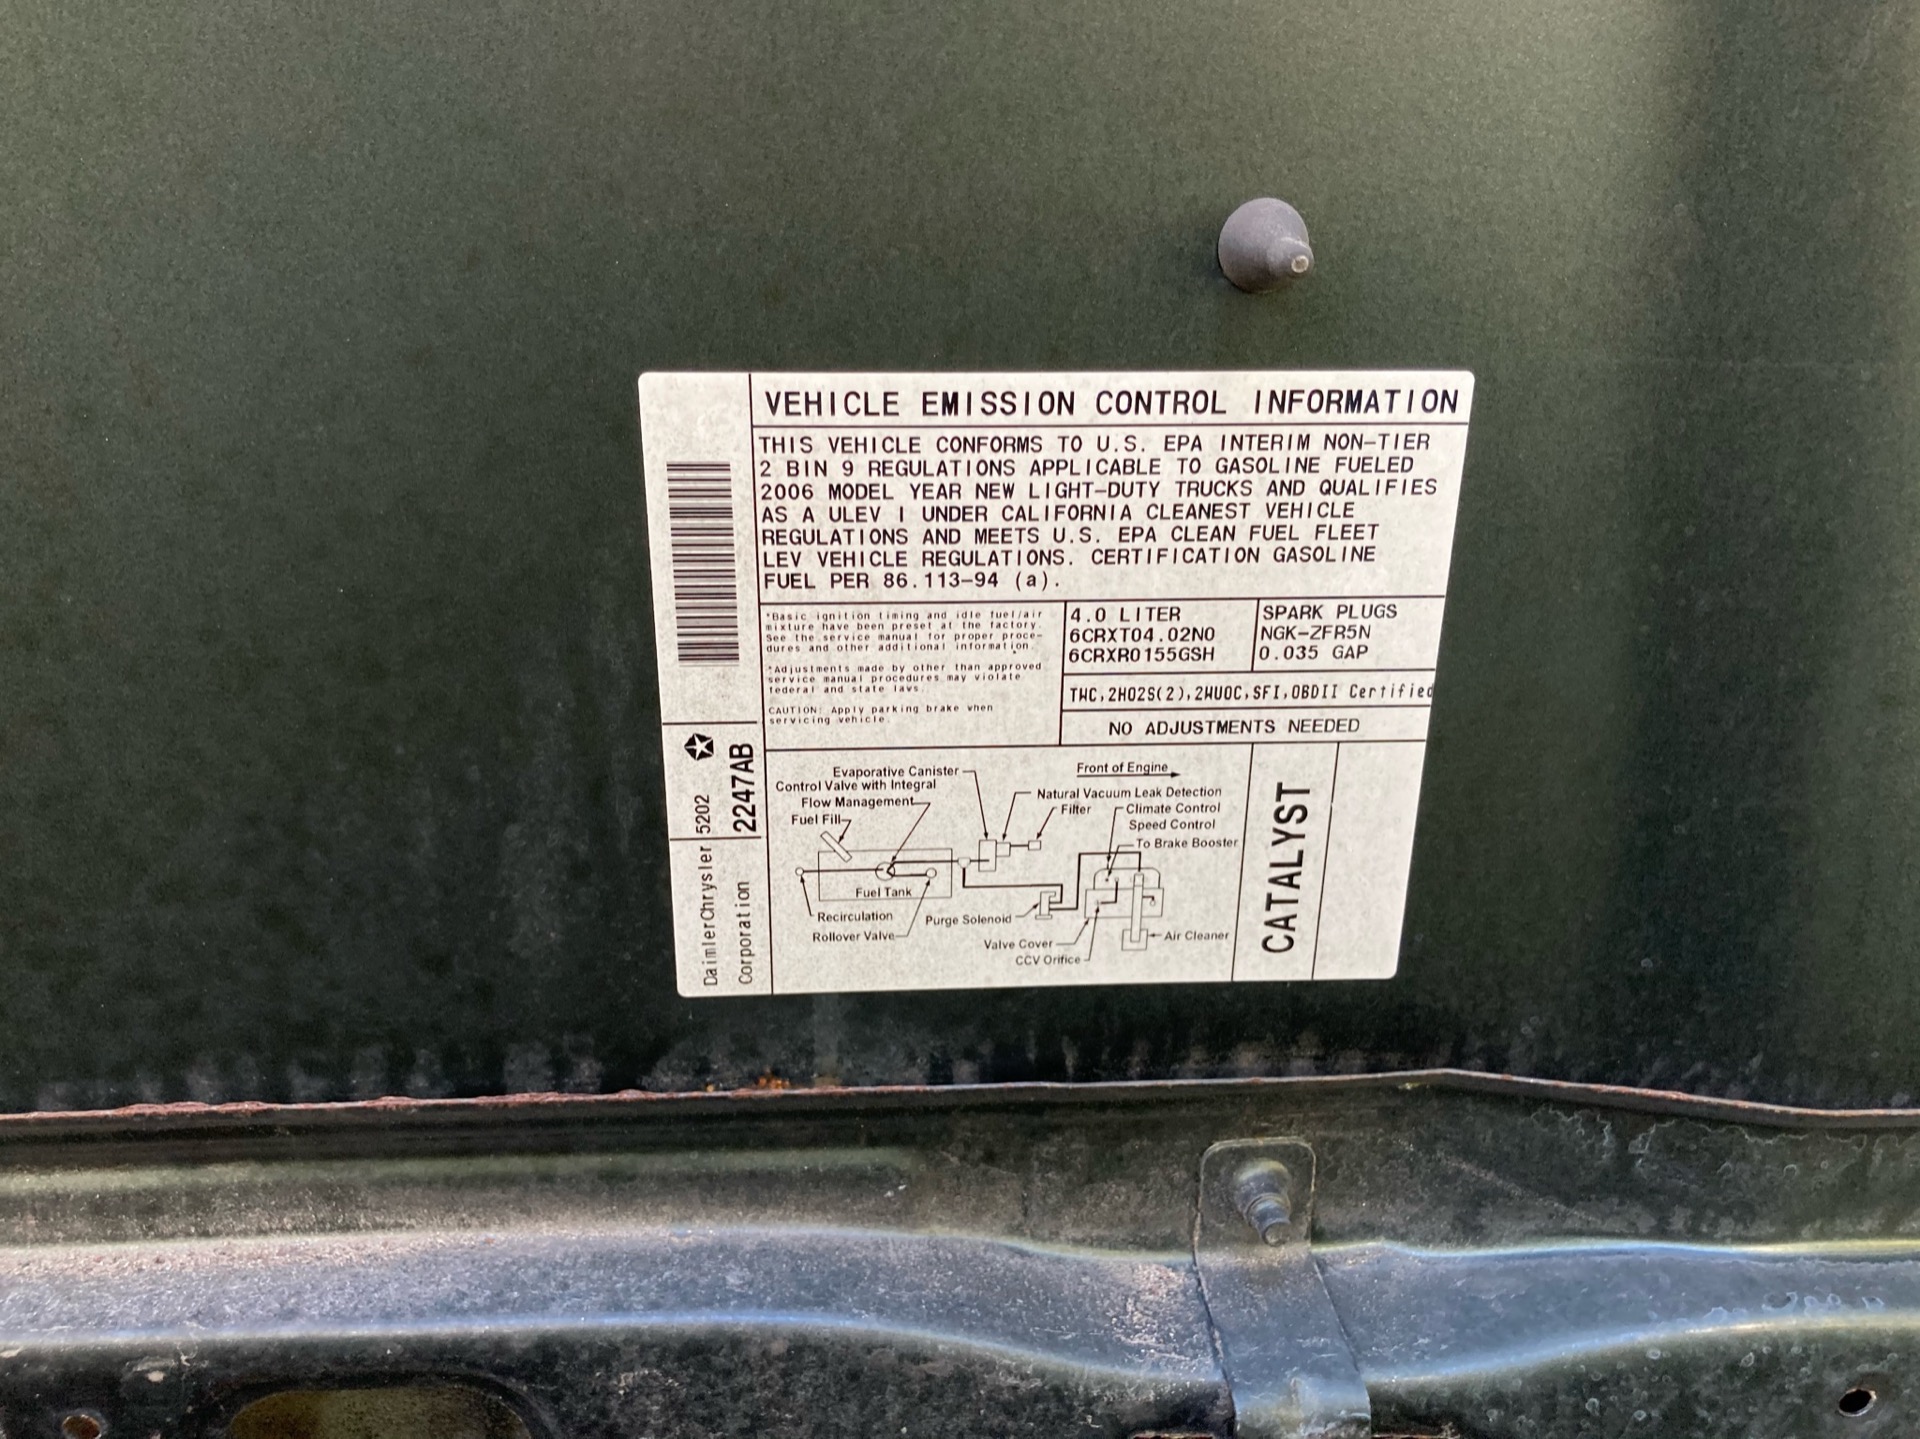 VEHICLE EMISSION CONTROL INFORMATION
THIS VEHICLE CONFORMS TO U.S. EPA INTERIM NON-TIER
2 BIN 9 REGULATIONS APPLICABLE TO GASOLINE FUELED
2006 MODEL YEAR NEW LIGHT-DUTY TRUCKS AND QUALIFIES
AS A ULEV I UNDER CALIFORNIA CLEANEST VEHICLE
REGULATIONS AND MEETS U.S. EPA CLEAN FUEL FLEET
LEV VEHICLE REGULATIONS. CERTIFICATION GASOLINE
FUEL PER 86.113-94 (a).
*Basic ignition timing and idle fuel/air
mixture have been preset at the factory.
See the service manual for proper proce-
dures and other additional information.
*Adjustments made by other than approved
service manual procedures may violate
federal and state laws.
CAUTION: Apply parking brake when
servicing vehicle.
4.0 LITER
6CRXT04.02N0
6CRXR0155GSH
SPARK PLUGS
NGK-ZFR5N
0.035 GAP
TWC,2HO2S(2),2WUOC,SFI,OBDII Certified
NO ADJUSTMENTS NEEDED
Evaporative Canister
Control Valve with Integral
Flow Management
Fuel Fill
Front of Engine
Natural Vacuum Leak Detection
Filter
Climate Control
Speed Control
To Brake Booster
Fuel Tank
Recirculation
Rollover Valve
Purge Solenoid
Valve Cover
CCV Orifice
Air Cleaner
CATALYST
DaimlerChrysler
Corporation
5202
2247AB